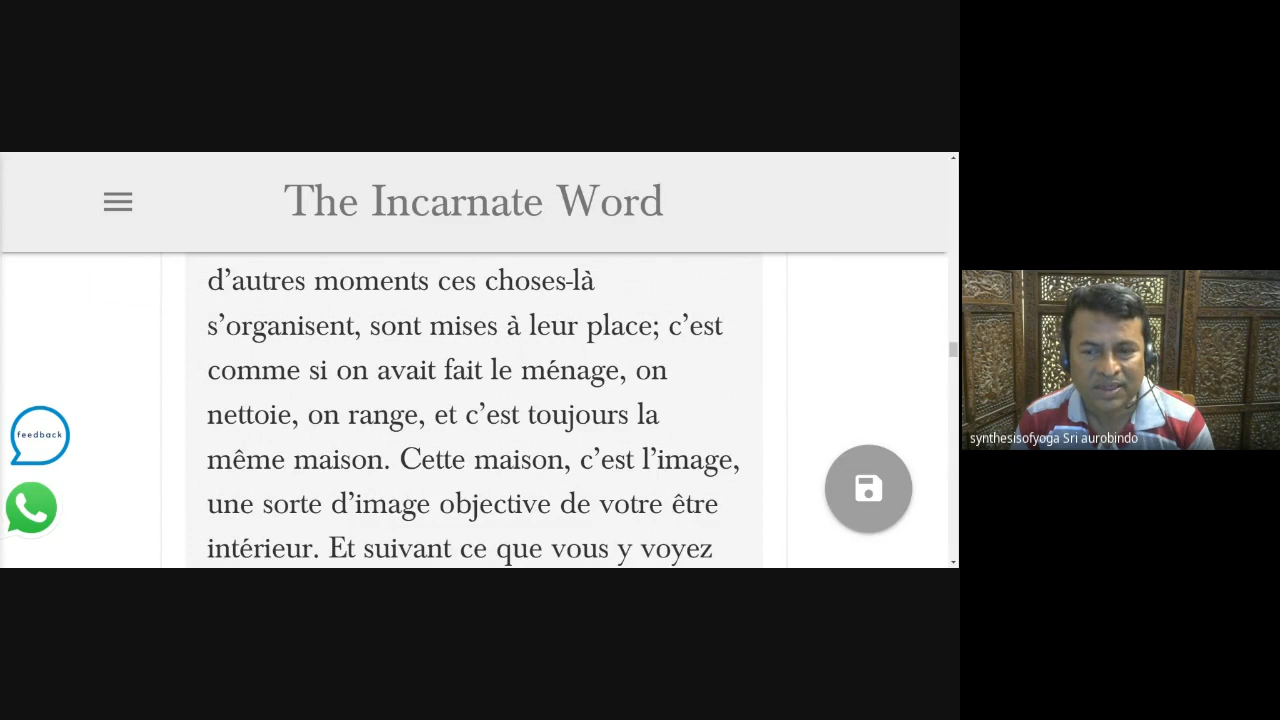 The Incarnate Word
d’autres moments ces choses-là
s’organisent, sont mises à leur place; c’est
comme si on avait fait le ménage, on
nettoie, on range, et c’est toujours la
même maison. Cette maison, c’est l’image,
une sorte d’image objective de votre être
intérieur. Et suivant ce que vous y voyez
feedback
synthesisofyoga Sri aurobindo